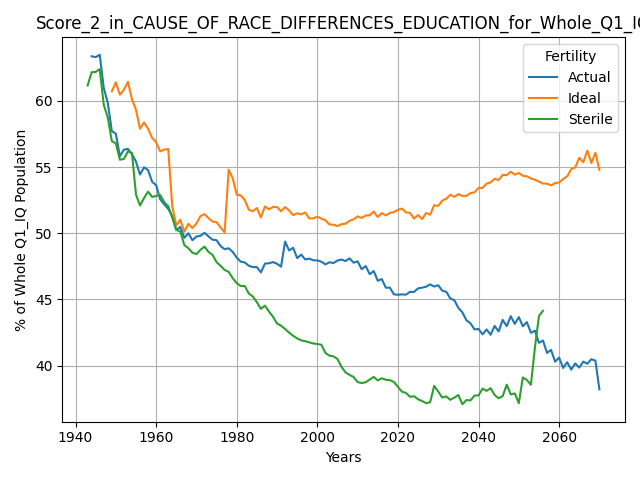 Score_2_in_CAUSE_OF_RACE_DIFFERENCES_EDUCATION_for_Whole_Q1_IQ
Fertility
Actual
Ideal
Sterile
% of Whole Q1_IQ Population
60
55
50
45
40
1940
1960
1980
2000
2020
2040
2060
Years